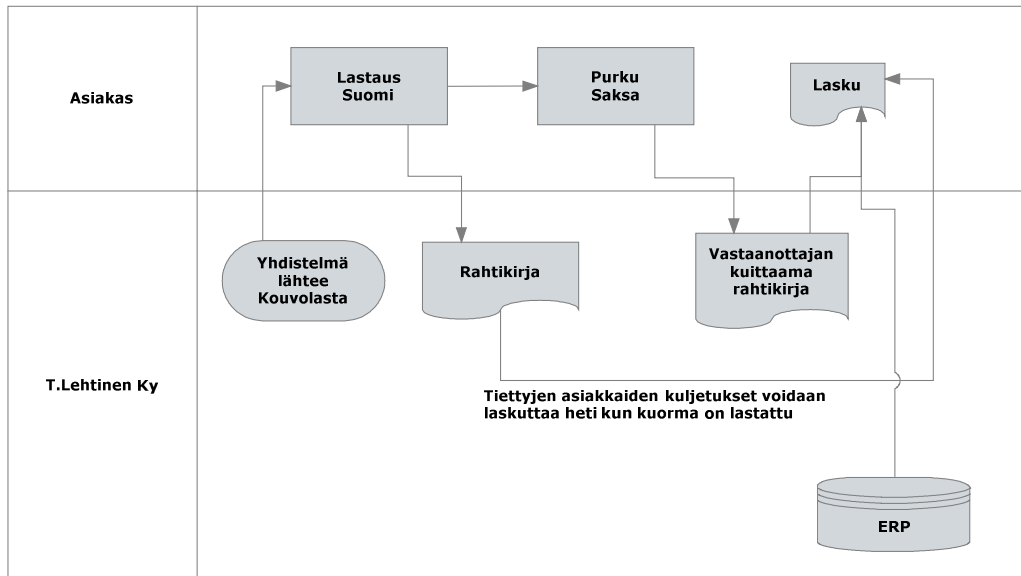 Asiakas
Lastaus
Suomi
Purku
Saksa
Lasku
T.Lehtinen Ky
Yhdistelmä
lähtee
Kouvolasta
Rahtikirja
Vastaanottajan
kuittaama
rahtikirja
Tiettyjen asiakkaiden kuljetukset voidaan
laskuttaa heti kun kuorma on lastattu
ERP